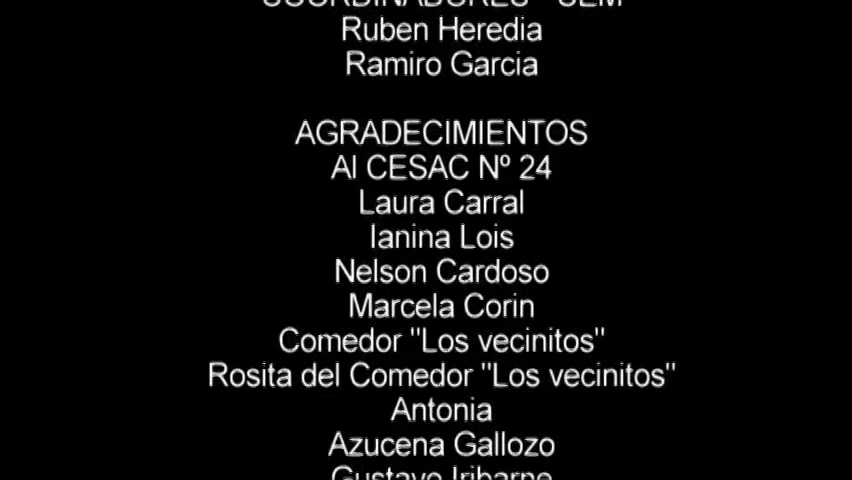 COORDINADORES - SEM
Ruben Heredia
Ramiro Garcia
AGRADECIMIENTOS
Al CESAC Nº 24
Laura Carral
Ianina Lois
Nelson Cardoso
Marcela Corin
Comedor "Los vecinitos"
Rosita del Comedor "Los vecinitos"
Antonia
Azucena Gallozo
Gustavo Iribarne